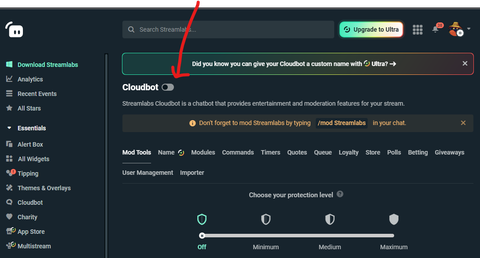 Search Streamlabs...
Upgrade to Ultra
Download Streamlabs
Analytics
Recent Events
All Stars
Essentials
Alert Box
All Widgets
Tipping
Themes & Overlays
Cloudbot
Charity
App Store
Multistream
Did you know you can give your Cloudbot a custom name with Ultra?
Cloudbot
Streamlabs Cloudbot is a chatbot that provides entertainment and moderation features for your stream.
Don't forget to mod Streamlabs by typing /mod Streamlabs in your chat.
Mod Tools Name Modules Commands Timers Quotes Queue Loyalty Store Polls Betting Giveaways
User Management Importer
Choose your protection level
Off Minimum Medium Maximum